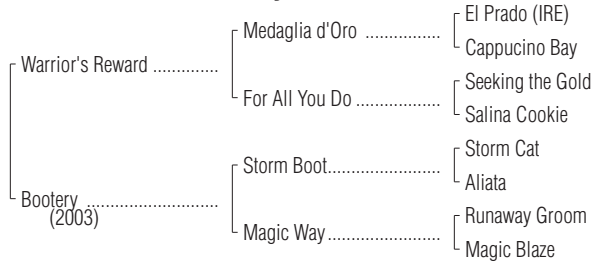 El Prado (IRE)
Medaglia d'Oro ................
Cappucino Bay
Warrior's Reward .............
Seeking the Gold
For All You Do ..................
Salina Cookie
Storm Cat
Storm Boot........................
Aliata
Bootery ............................
(2003)
Runaway Groom
Magic Way........................
Magic Blaze